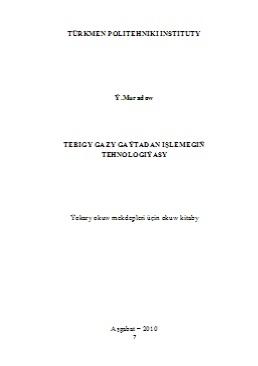 TÜRKMEN POLITEHNIKI INSTITUTY
Ý.Muradow
TEBIGY GAZY GAÝTADAN IŞLEMEGIŇ
TEHNOLOGIÝASY
Ýokary okuw mekdepleri üçin okuw kitaby
Aşgabat – 2010
7